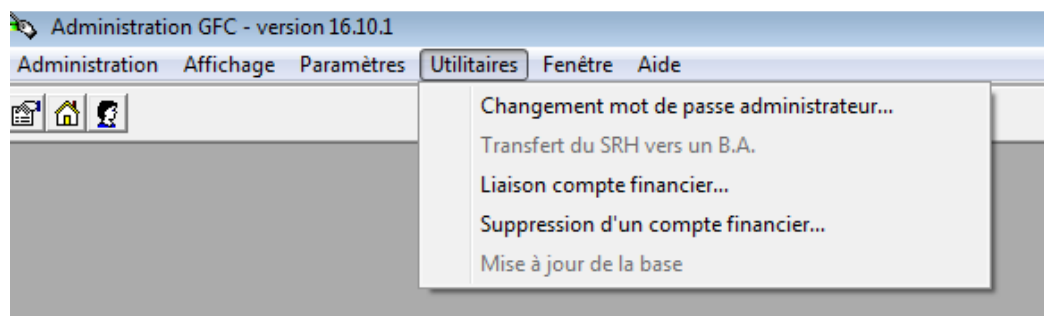 Administration GFC - version 16.10.1
Administration Affichage Paramètres Utilitaires Fenêtre Aide
Changement mot de passe administrateur...
Transfert du SRH vers un B.A.
Liaison compte financier...
Suppression d'un compte financier...
Mise à jour de la base